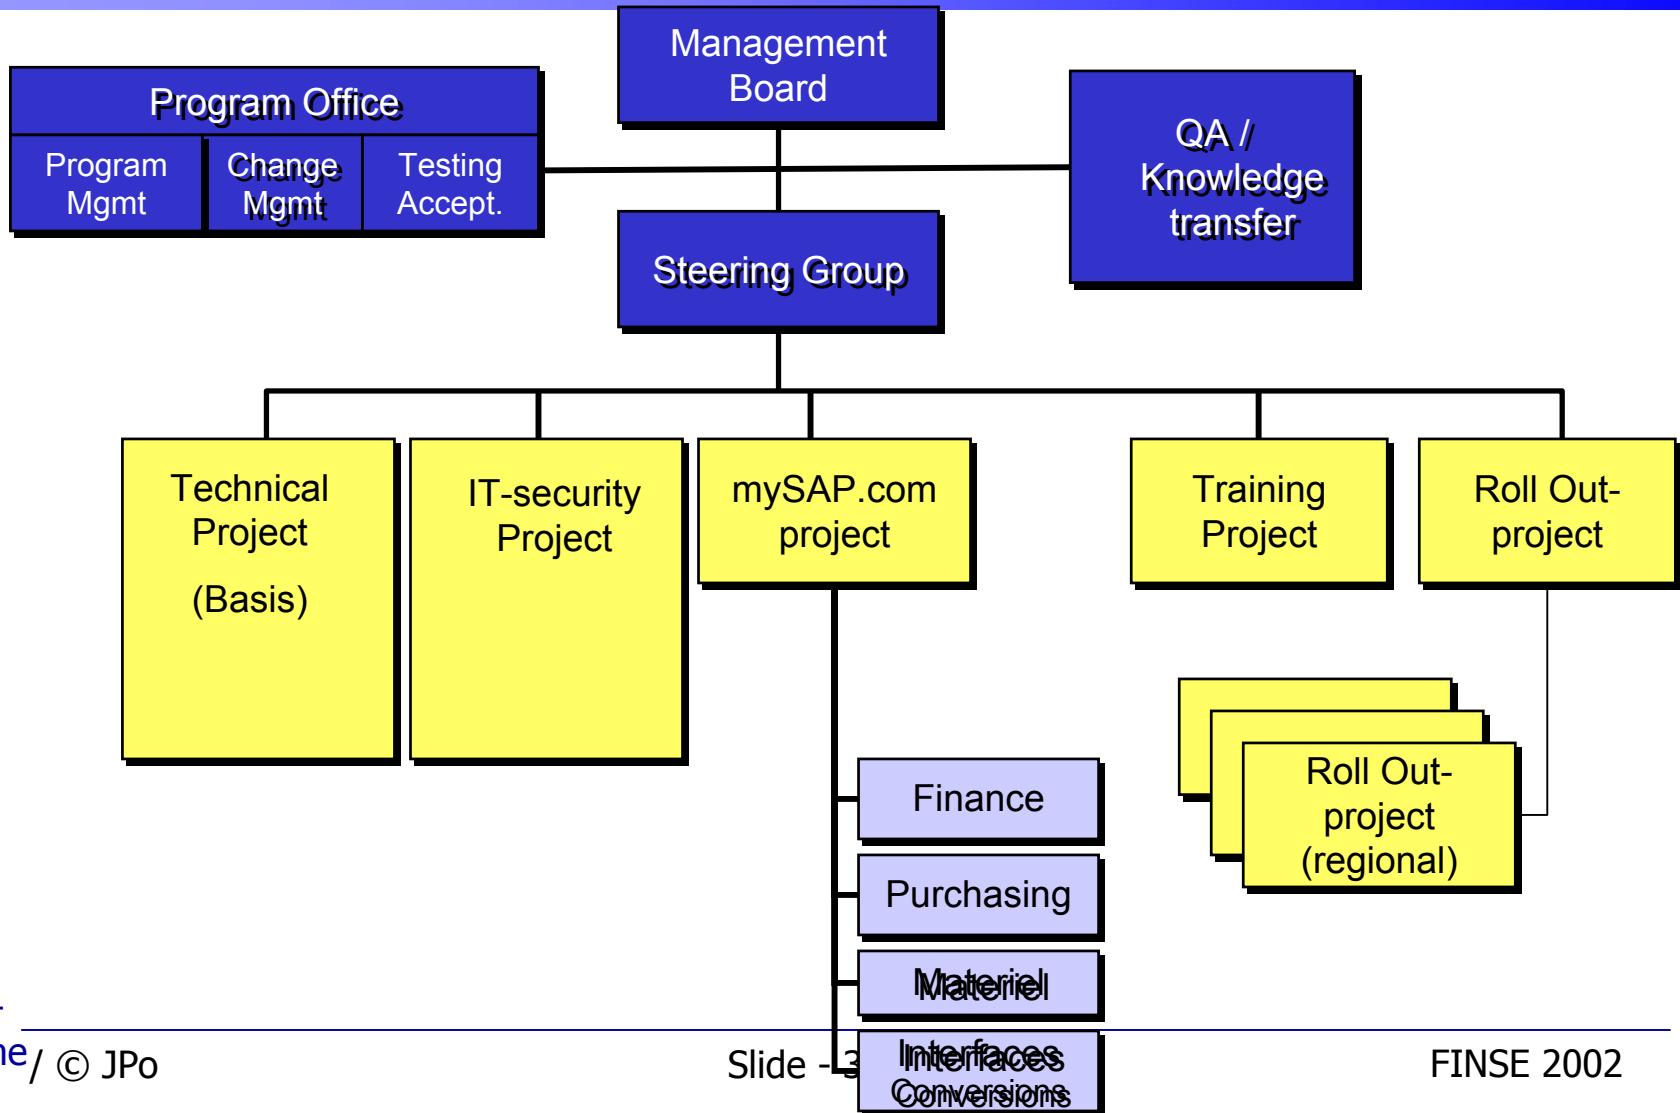 Management
Board
Program Office
Program
Mgmt
Change
Mgmt
Testing
Accept.
QA /
Knowledge
transfer
Steering Group
Technical
Project
(Basis)
IT-security
Project
mySAP.com
project
Training
Project
Roll Out-
project
Roll Out-
project
(regional)
Finance
Purchasing
Materiel
Interfaces
Conversions
/ © JPo
Slide - 3
FINSE 2002